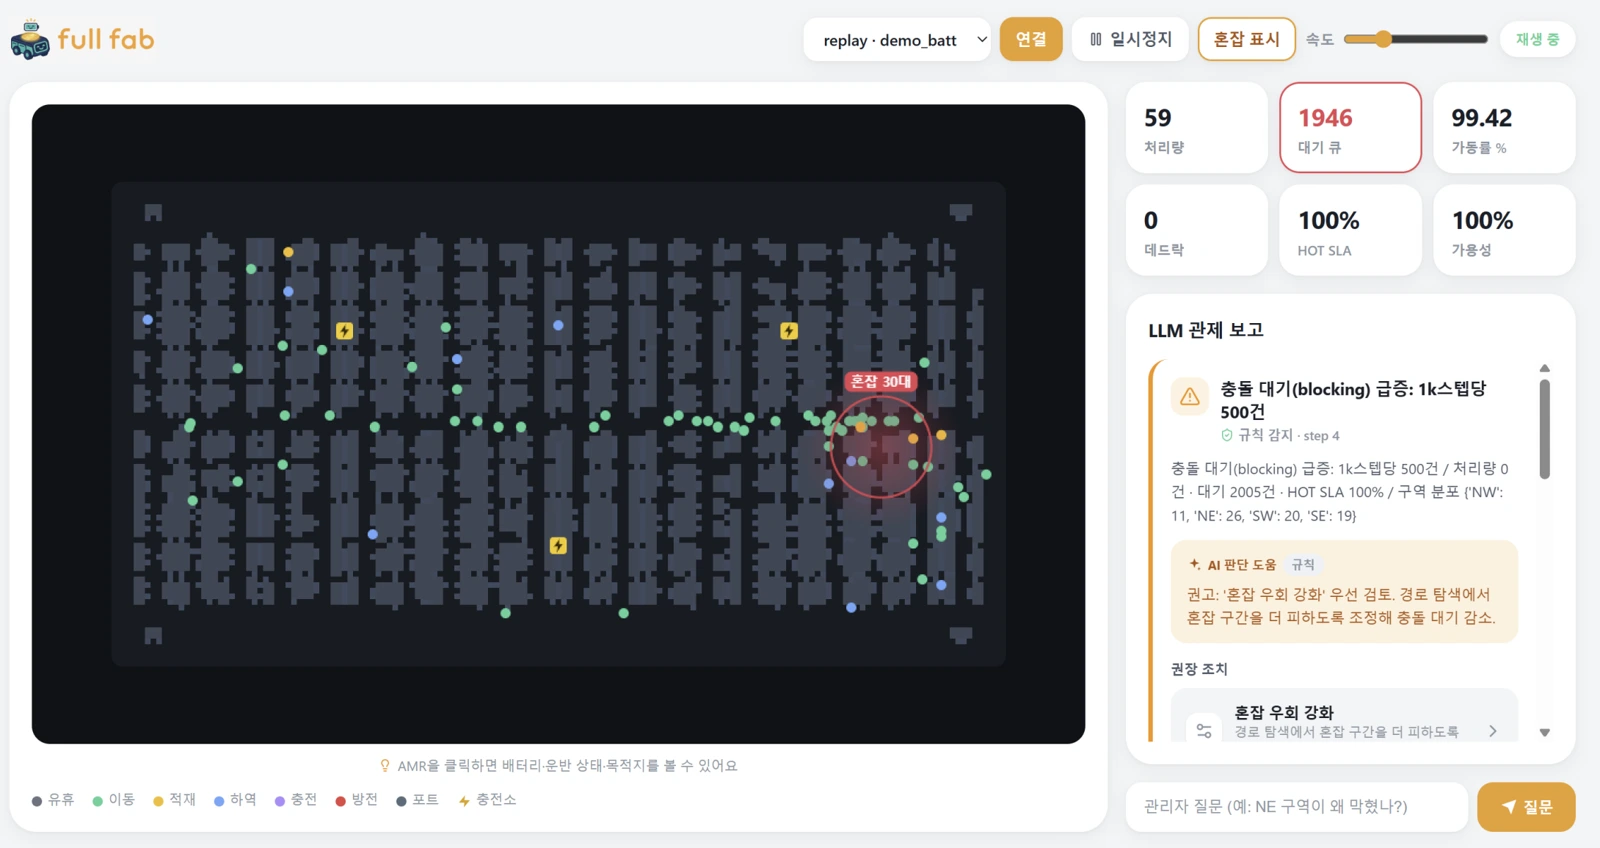 full fab
replay · demo_batt
연결
일시정지
혼잡 표시
속도
재생 중
59
처리량
1946
대기 큐
99.42
가동률 %
0
데드락
100%
HOT SLA
100%
가용성
혼잡 30대
AMR을 클릭하면 배터리·운반 상태·목적지를 볼 수 있어요
유휴
이동
적재
하역
충전
방전
포트
충전소
LLM 관제 보고
충돌 대기(blocking) 급증: 1k스텝당
500건
규칙 감지 · step 4
충돌 대기(blocking) 급증: 1k스텝당 500건 / 처리량 0
건 · 대기 2005건 · HOT SLA 100% / 구역 분포 {'NW':
11, 'NE': 26, 'SW': 20, 'SE': 19}
AI 판단 도움 규칙
권고: '혼잡 우회 강화' 우선 검토. 경로 탐색에서
혼잡 구간을 더 피하도록 조정해 충돌 대기 감소.
권장 조치
혼잡 우회 강화
경로 탐색에서 혼잡 구간을 더 피하도록
관리자 질문 (예: NE 구역이 왜 막혔나?)
질문